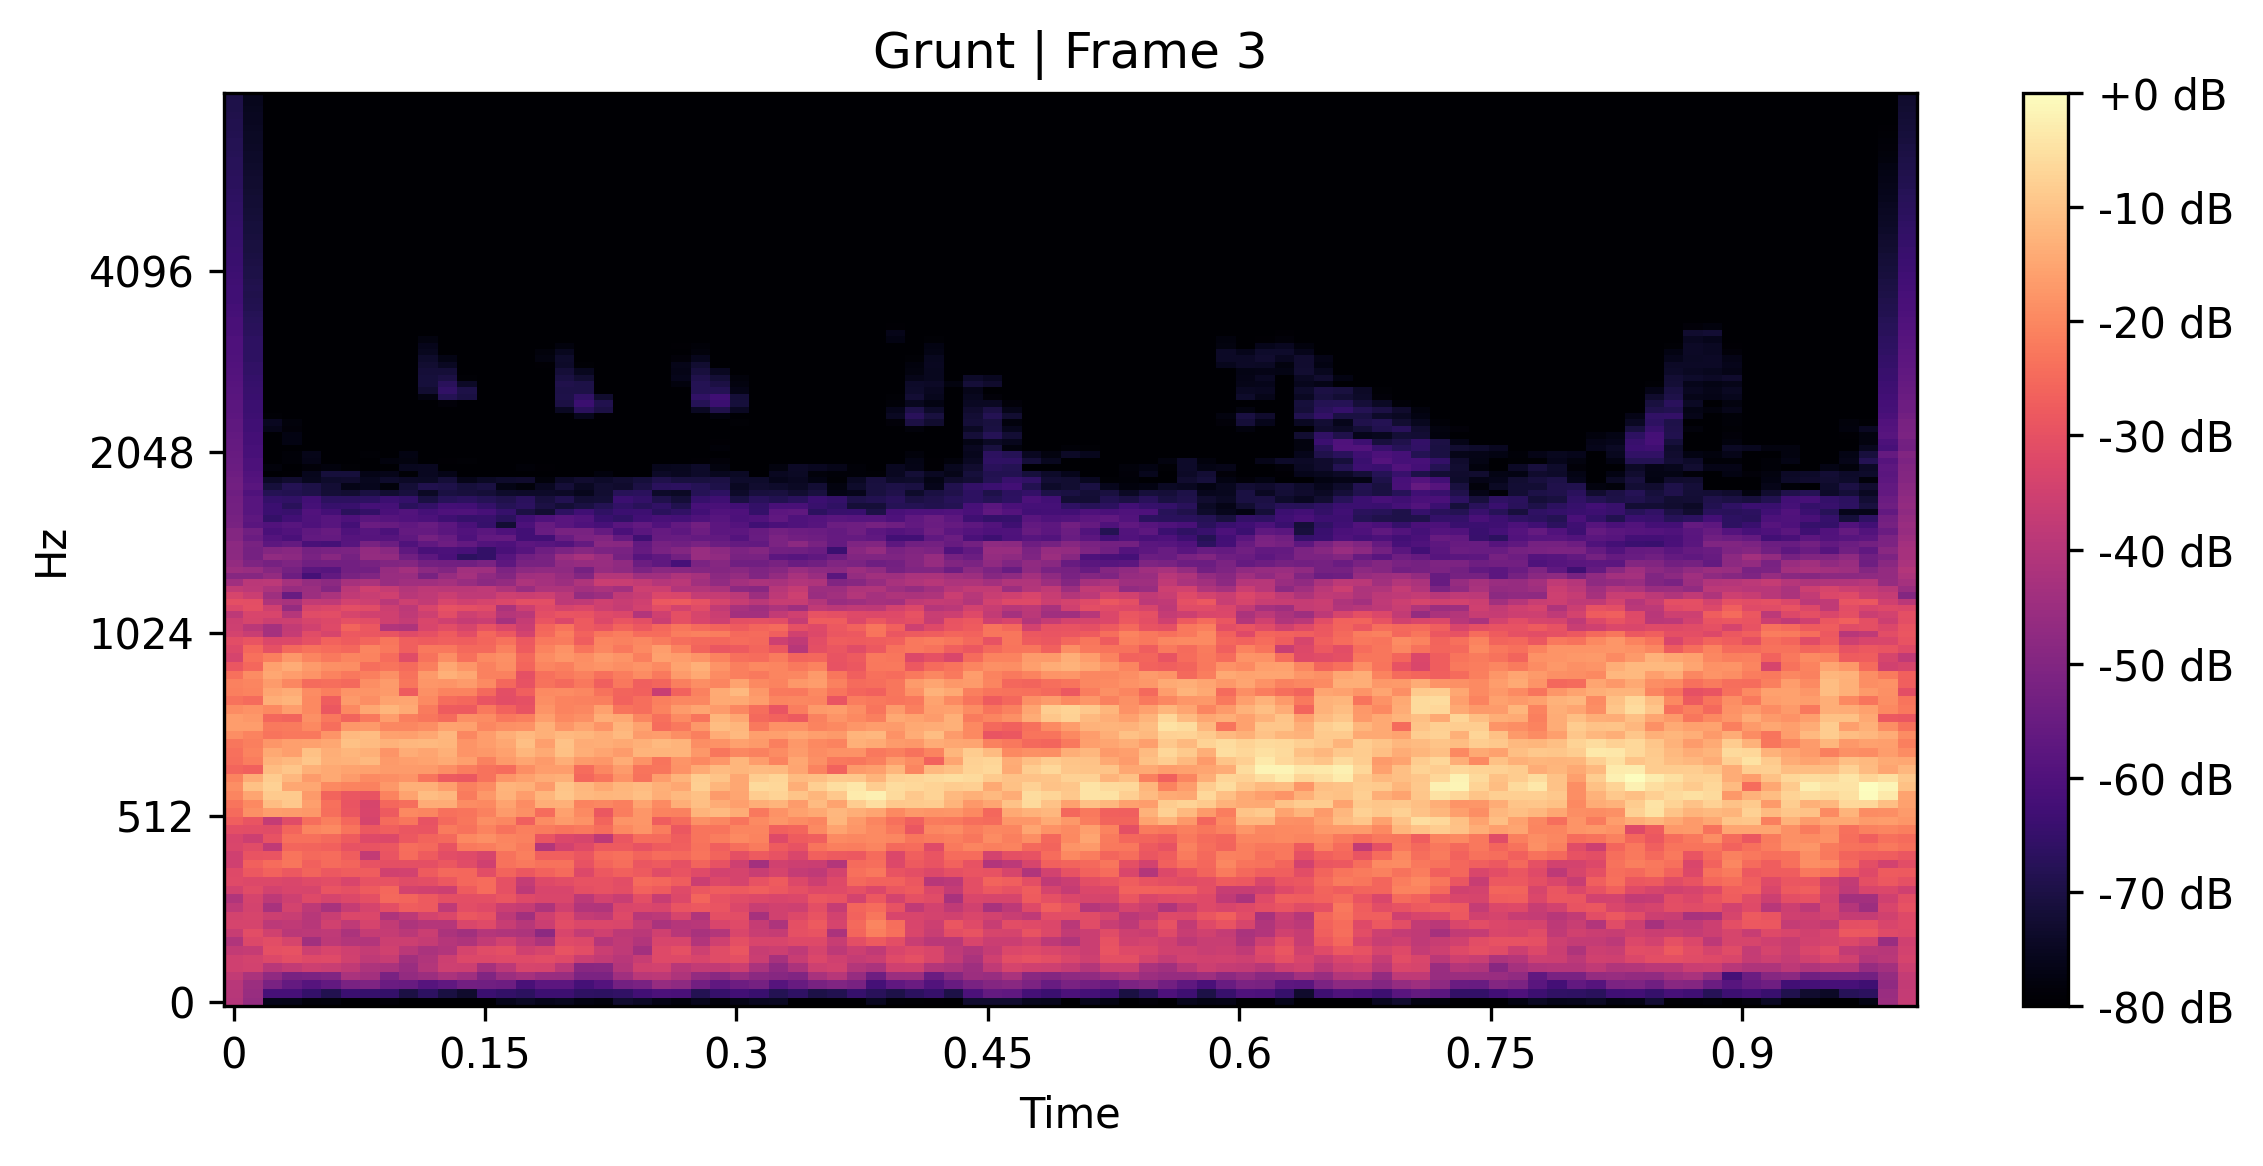 Grunt | Frame 3
Hz
4096
2048
1024
512
0
0 0.15 0.3 0.45 0.6 0.75 0.9
Time
+0 dB
-10 dB
-20 dB
-30 dB
-40 dB
-50 dB
-60 dB
-70 dB
-80 dB